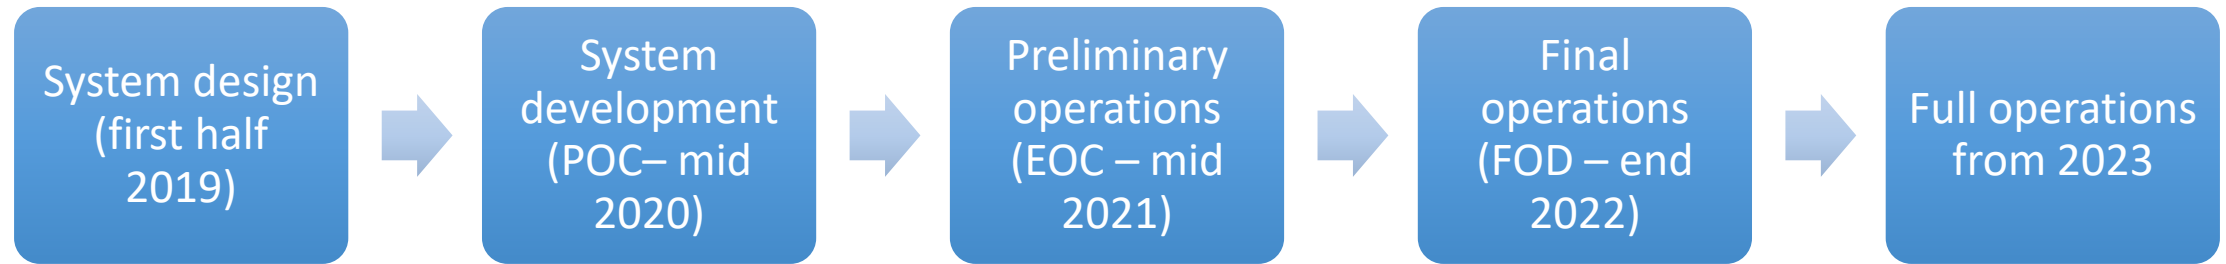 System design
(first half
2019)
System
development
(POC– mid
2020)
Preliminary
operations
(EOC – mid
2021)
Final
operations
(FOD – end
2022)
Full operations
from 2023